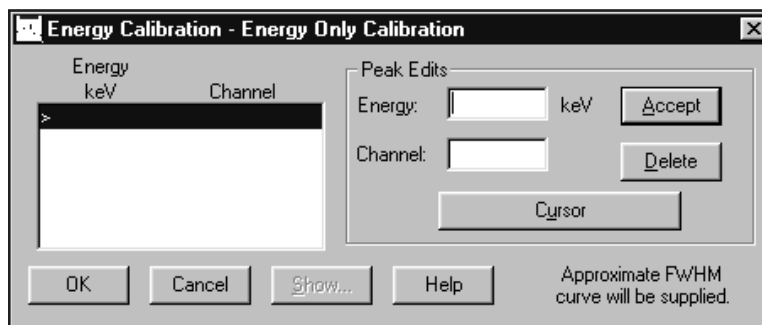 Energy Calibration - Energy Only Calibration
Energy
keV Channel
>
Peak Edits
Energy: keV Accept
Channel: Delete
Cursor
OK Cancel Show... Help
Approximate FWHM
curve will be supplied.